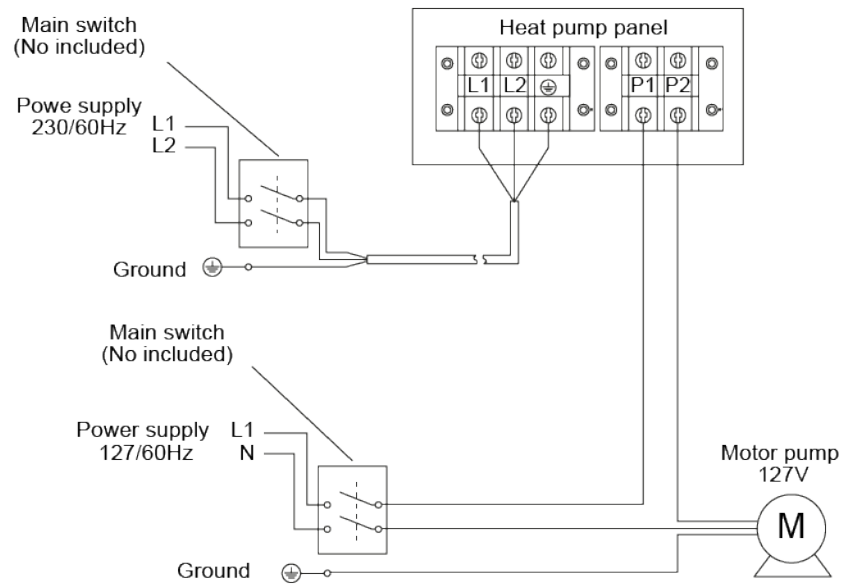 Main switch
(No included)
Heat pump panel
L1 L2 P1 P2
Powe supply
230/60Hz
L1
L2
Ground
Main switch
(No included)
Power supply
127/60Hz
L1
N
Motor pump
127V
M
Ground